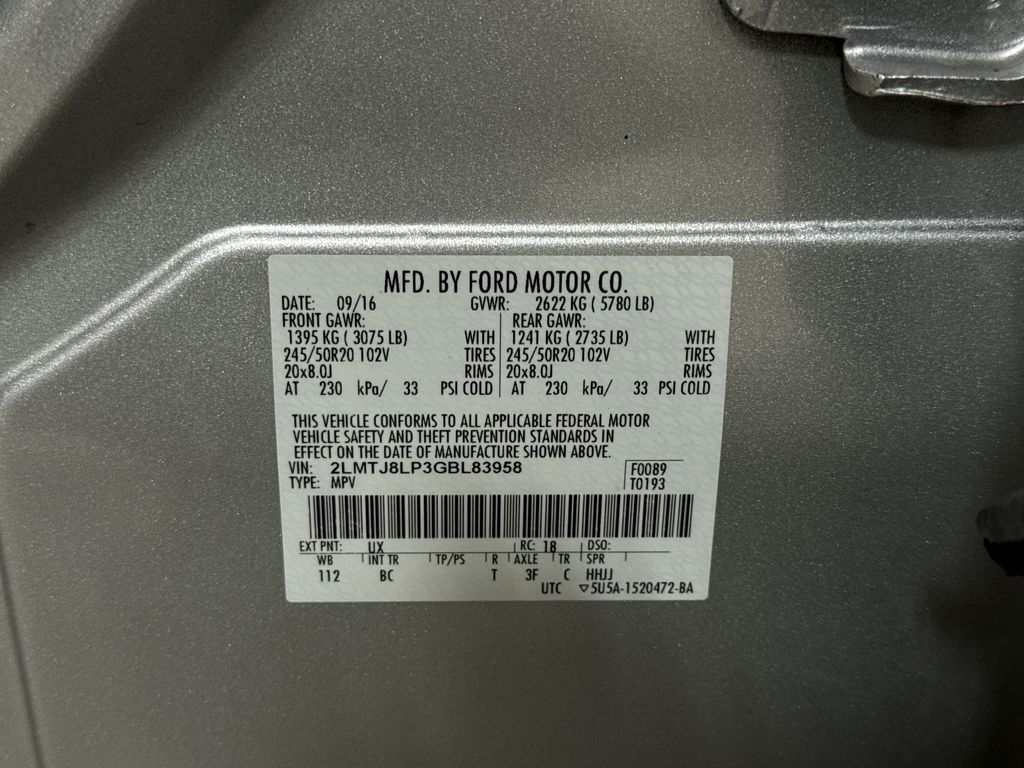 MFD. BY FORD MOTOR CO.
DATE: 09/16 GVWR: 2622 KG ( 5780 LB)
FRONT GAWR: REAR GAWR:
1395 KG ( 3075 LB) WITH 1241 KG ( 2735 LB) WITH
245/50R20 102V TIRES 245/50R20 102V TIRES
20x8.0J RIMS 20x8.0J RIMS
AT 230 kPa/ 33 PSI COLD AT 230 kPa/ 33 PSI COLD
THIS VEHICLE CONFORMS TO ALL APPLICABLE FEDERAL MOTOR
VEHICLE SAFETY AND THEFT PREVENTION STANDARDS IN
EFFECT ON THE DATE OF MANUFACTURE SHOWN ABOVE.
VIN: 2LMTJ8LP3GBL83958 F0089
TYPE: MPV T0193
EXT PNT: UX RC: 18 DSO:
WB INT TR TP/PS R AXLE TR SPR
112 BC T 3F C HHJJ
UTC ▽5U5A-1520472-BA